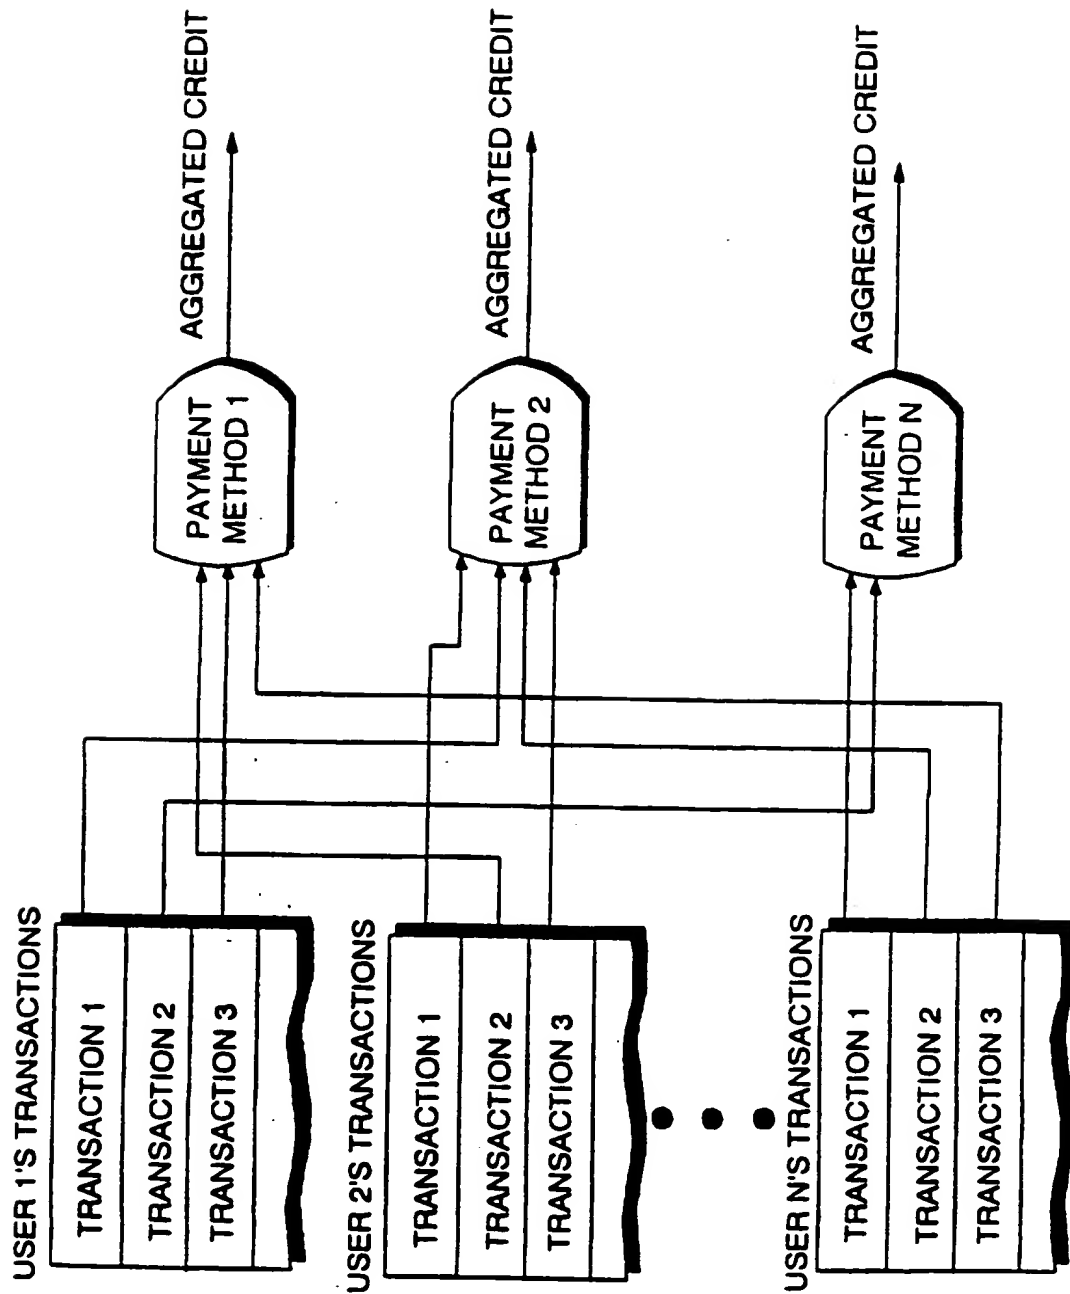 USER 1'S TRANSACTIONS
TRANSACTION 1
TRANSACTION 2
TRANSACTION 3
USER 2'S TRANSACTIONS
TRANSACTION 1
TRANSACTION 2
TRANSACTION 3
USER N'S TRANSACTIONS
TRANSACTION 1
TRANSACTION 2
TRANSACTION 3
PAYMENT
METHOD 1
AGGREGATED CREDIT
PAYMENT
METHOD 2
AGGREGATED CREDIT
PAYMENT
METHOD N
AGGREGATED CREDIT